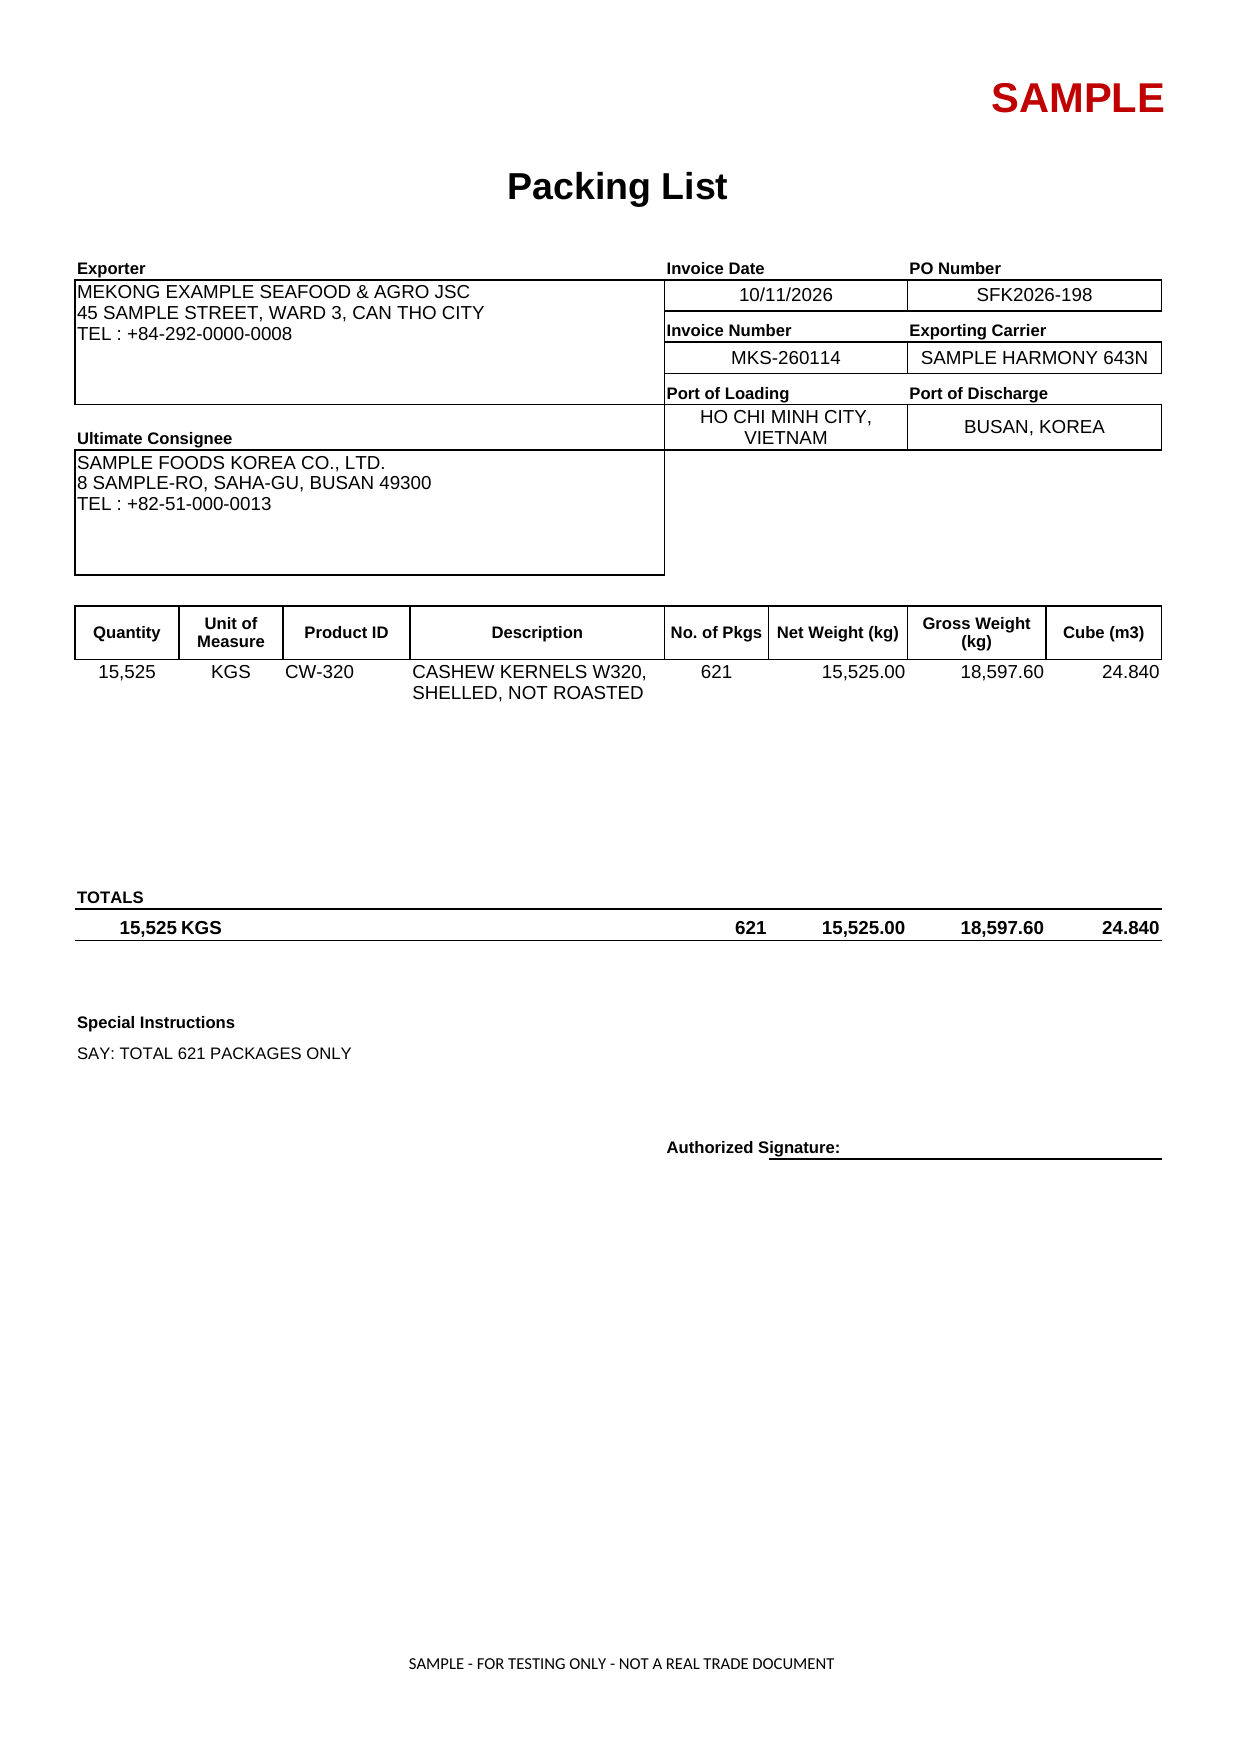 SAMPLE
Packing List
Exporter
Invoice Date
PO Number
MEKONG EXAMPLE SEAFOOD & AGRO JSC
45 SAMPLE STREET, WARD 3, CAN THO CITY
TEL : +84-292-0000-0008
10/11/2026
SFK2026-198
Invoice Number
Exporting Carrier
MKS-260114
SAMPLE HARMONY 643N
Port of Loading
Port of Discharge
HO CHI MINH CITY,
VIETNAM
BUSAN, KOREA
Ultimate Consignee
SAMPLE FOODS KOREA CO., LTD.
8 SAMPLE-RO, SAHA-GU, BUSAN 49300
TEL : +82-51-000-0013
Quantity
Unit of
Measure
Product ID
Description
No. of Pkgs
Net Weight (kg)
Gross Weight
(kg)
Cube (m3)
15,525
KGS
CW-320
CASHEW KERNELS W320,
SHELLED, NOT ROASTED
621
15,525.00
18,597.60
24.840
TOTALS
15,525 KGS
621
15,525.00
18,597.60
24.840
Special Instructions
SAY: TOTAL 621 PACKAGES ONLY
Authorized Signature:
SAMPLE - FOR TESTING ONLY - NOT A REAL TRADE DOCUMENT